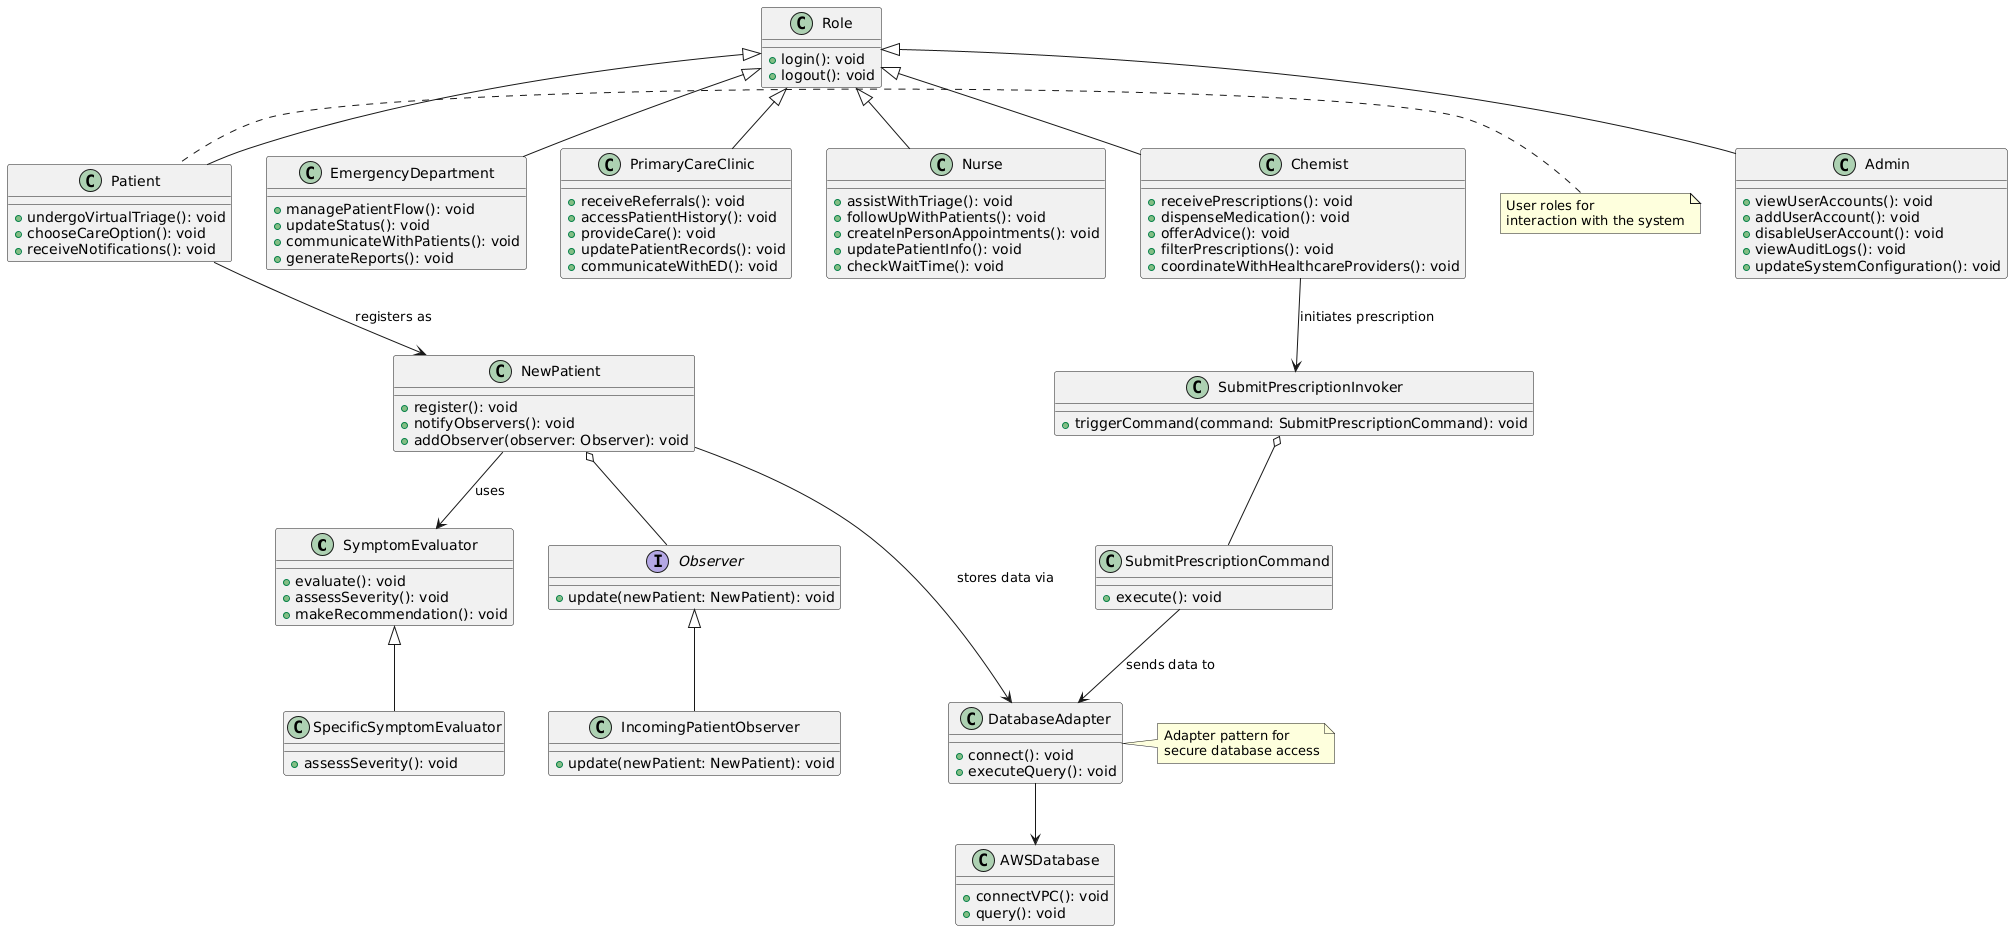 C Role
login(): void
logout(): void
C Patient
undergoVirtualTriage(): void
chooseCareOption(): void
receiveNotifications(): void
C EmergencyDepartment
managePatientFlow(): void
updateStatus(): void
communicateWithPatients(): void
generateReports(): void
C PrimaryCareClinic
receiveReferrals(): void
accessPatientHistory(): void
provideCare(): void
updatePatientRecords(): void
communicateWithED(): void
C Nurse
assistWithTriage(): void
followUpWithPatients(): void
createInPersonAppointments(): void
updatePatientInfo(): void
checkWaitTime(): void
C Chemist
receivePrescriptions(): void
dispenseMedication(): void
offerAdvice(): void
filterPrescriptions(): void
coordinateWithHealthcareProviders(): void
User roles for
interaction with the system
C Admin
viewUserAccounts(): void
addUserAccount(): void
disableUserAccount(): void
viewAuditLogs(): void
updateSystemConfiguration(): void
registers as
initiates prescription
C NewPatient
register(): void
notifyObservers(): void
addObserver(observer: Observer): void
C SubmitPrescriptionInvoker
triggerCommand(command: SubmitPrescriptionCommand): void
uses
C SymptomEvaluator
evaluate(): void
assessSeverity(): void
makeRecommendation(): void
I Observer
update(newPatient: NewPatient): void
stores data via
C SubmitPrescriptionCommand
execute(): void
sends data to
C SpecificSymptomEvaluator
assessSeverity(): void
C IncomingPatientObserver
update(newPatient: NewPatient): void
C DatabaseAdapter
connect(): void
executeQuery(): void
Adapter pattern for
secure database access
C AWSDatabase
connectVPC(): void
query(): void